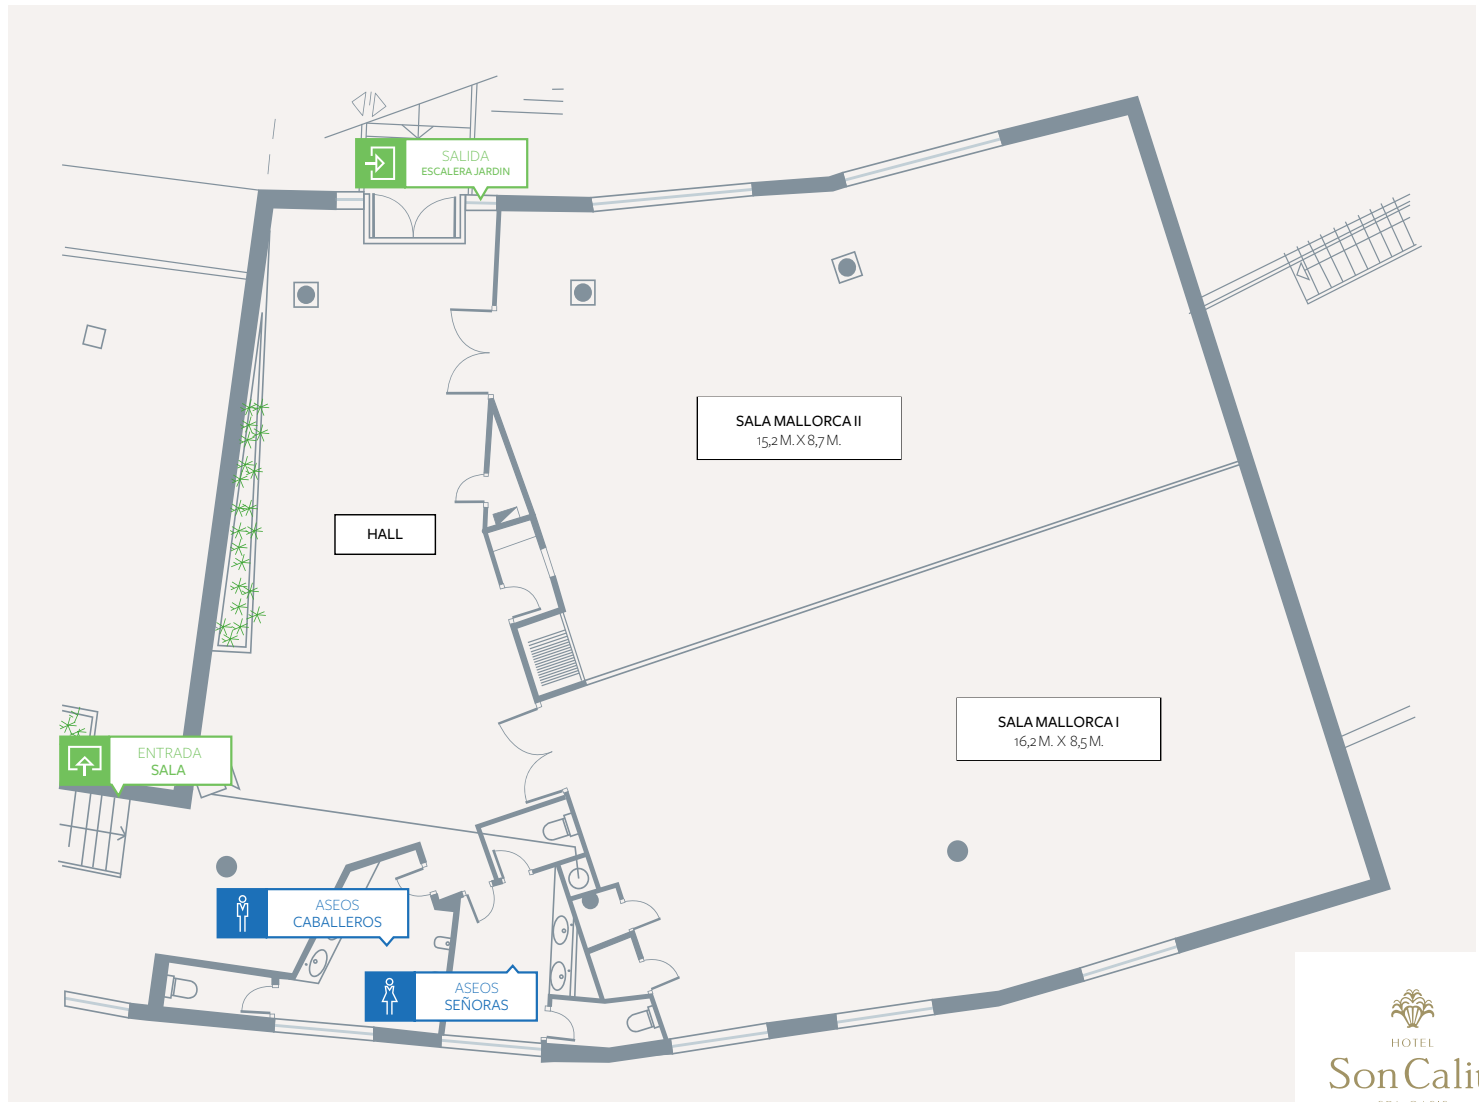 SALIDA
ESCALERA JARDIN
SALA MALLORCA II
15,2 M. X 8,7 M.
HALL
SALA MALLORCA I
16,2 M. X 8,5 M.
ENTRADA
SALA
ASEOS
CABALLEROS
ASEOS
SEÑORAS
HOTEL
Son Caliu